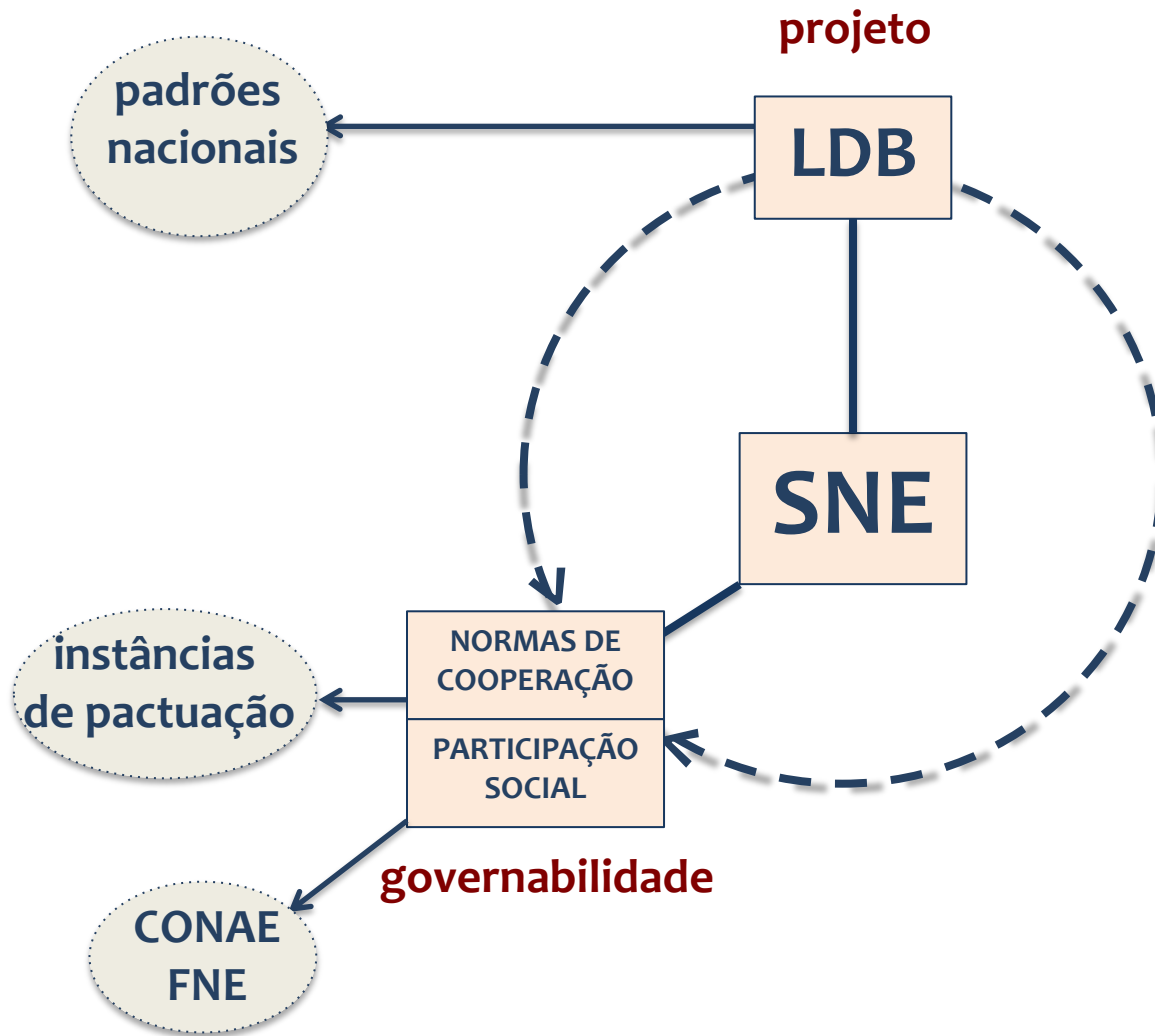 projeto
padrões
nacionais
LDB
SNE
NORMAS DE
COOPERAÇÃO
instâncias
de pactuação
PARTICIPAÇÃO
SOCIAL
governabilidade
CONAE
FNE